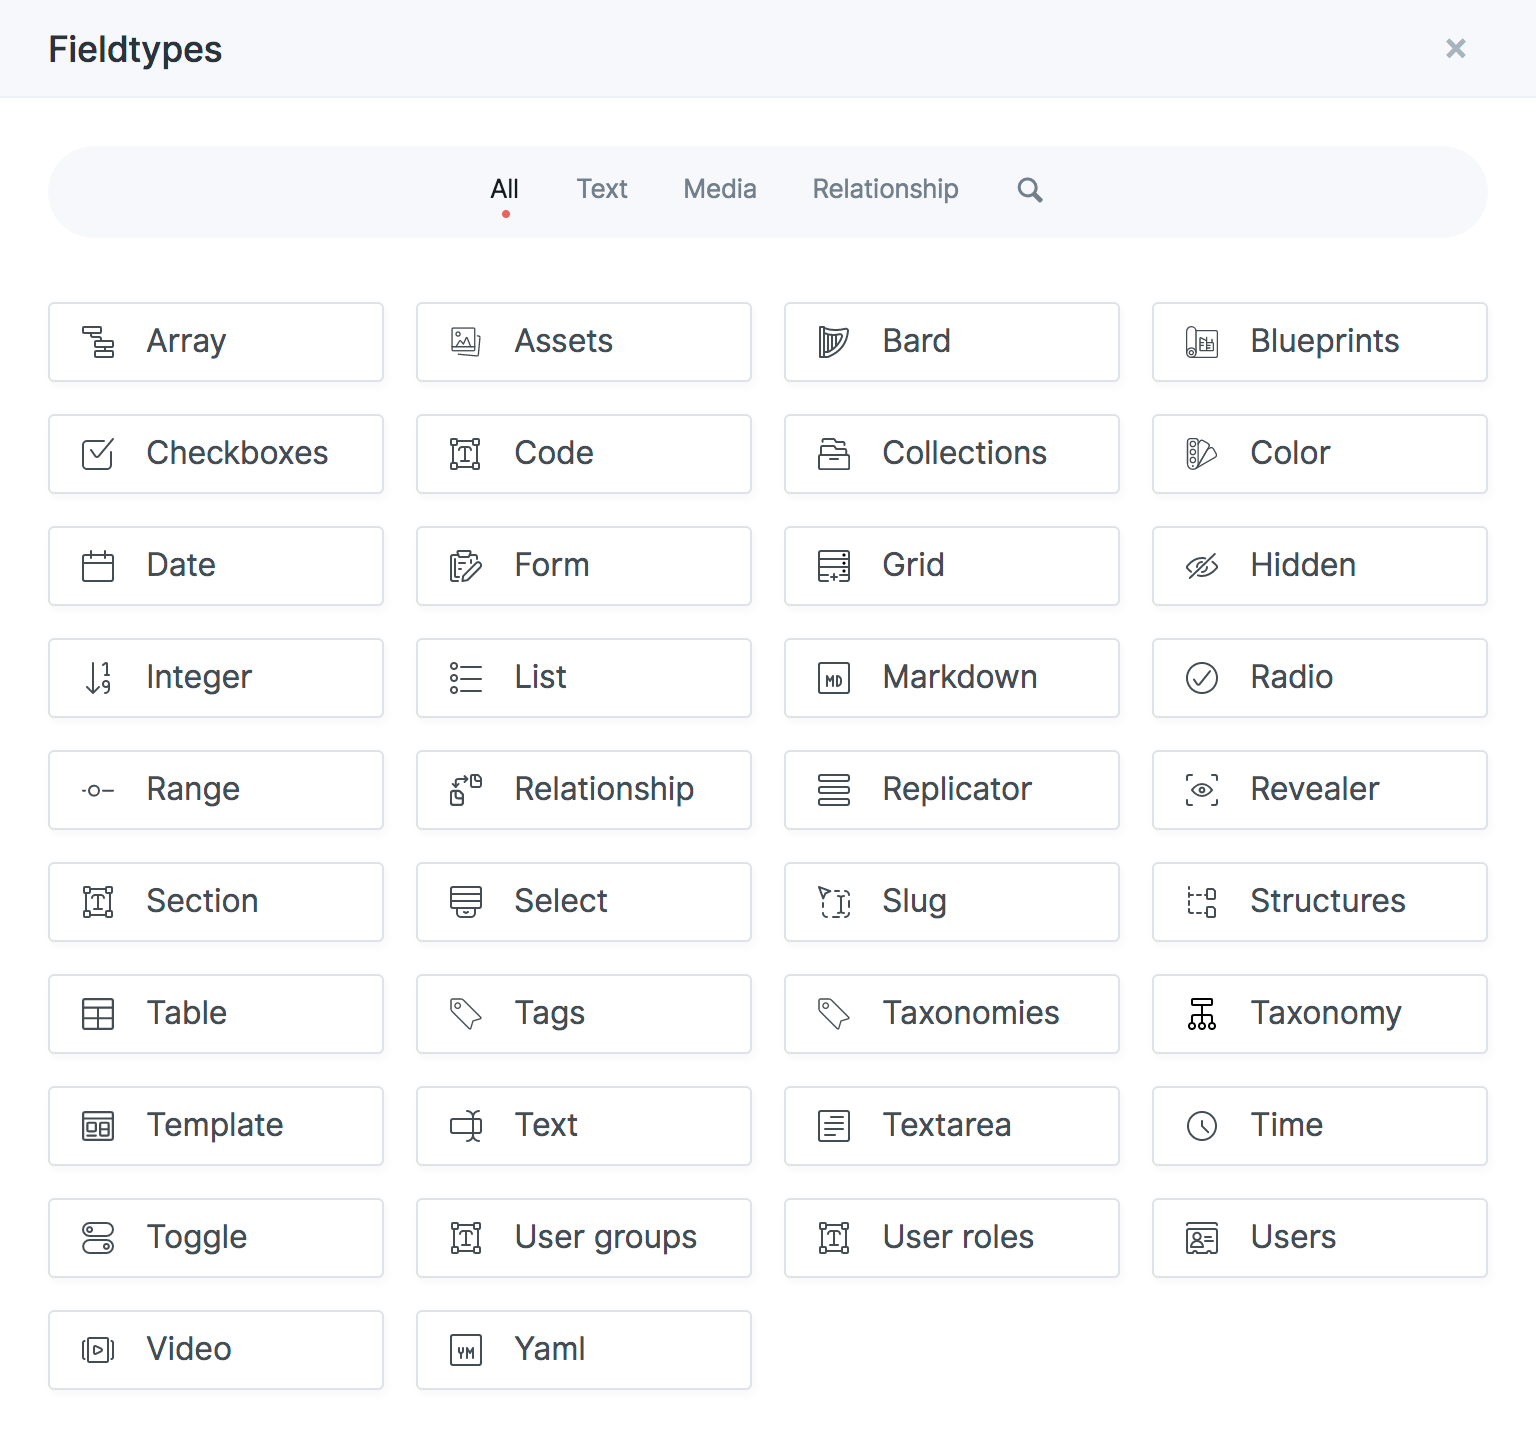 Fieldtypes
All Text Media Relationship
Array Assets Bard Blueprints
Checkboxes Code Collections Color
Date Form Grid Hidden
1 9 Integer List MD Markdown Radio
Range Relationship Replicator Revealer
T Section Select Slug Structures
Table Tags Taxonomies Taxonomy
Template Text Textarea Time
Toggle T User groups T User roles Users
Video YM Yaml